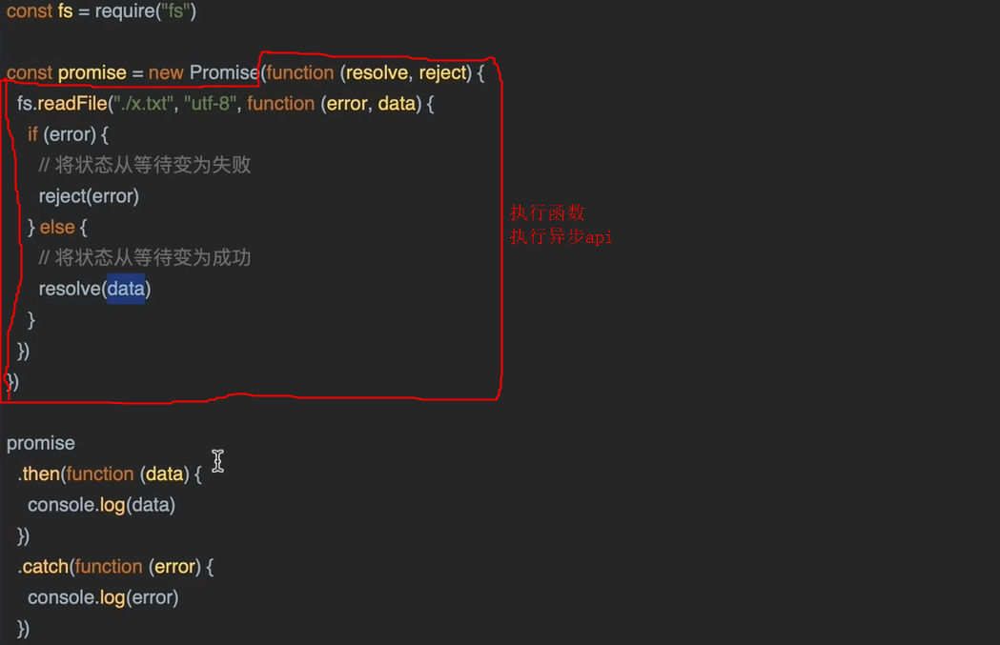 const fs = require("fs")
const promise = new Promise(function (resolve, reject) {
fs.readFile("./x.txt", "utf-8", function (error, data) {
if (error) {
// 将状态从等待变为失败
reject(error)
} else {
// 将状态从等待变为成功
resolve(data)
}
})
})
执行函数
执行异步api
promise
.then(function (data) {
console.log(data)
})
.catch(function (error) {
console.log(error)
})